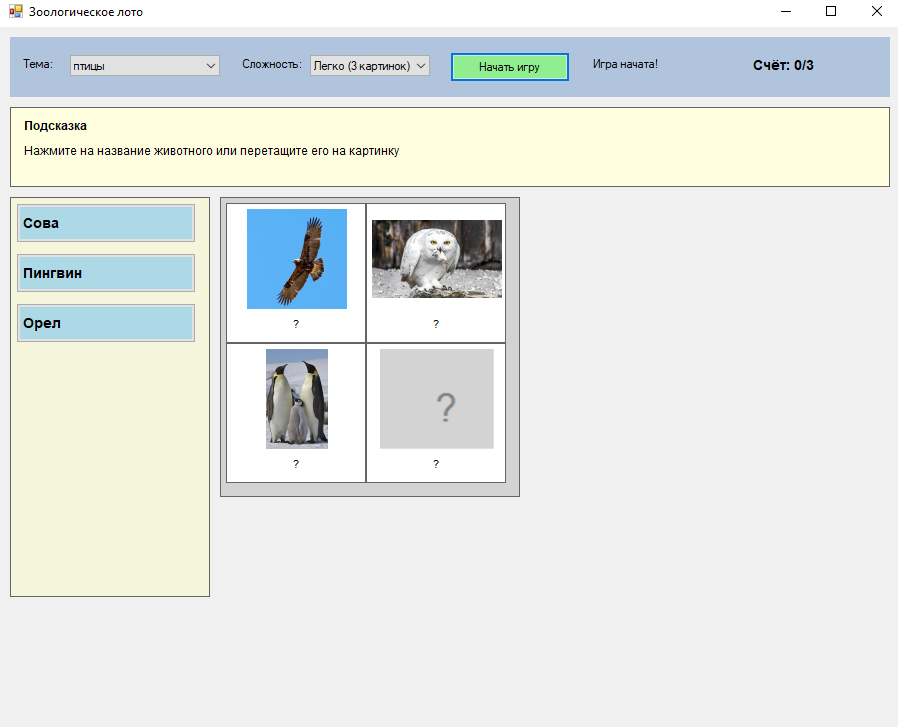 Зоологическое лото
Тема: птицы Сложность: Легко (3 картинок) Начать игру Игра начата! Счёт: 0/3
Подсказка
Нажмите на название животного или перетащите его на картинку
Сова
Пингвин
Орел
? ?
?
? ?